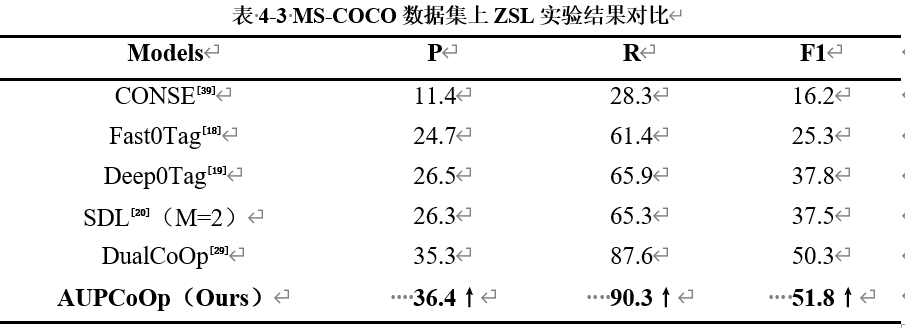 表 4-3 MS-COCO 数据集上 ZSL 实验结果对比
Models P R F1
CONSE[39] 11.4 28.3 16.2
Fast0Tag[18] 24.7 61.4 25.3
Deep0Tag[19] 26.5 65.9 37.8
SDL[20]（M=2） 26.3 65.3 37.5
DualCoOp[29] 35.3 87.6 50.3
AUPCoOp（Ours） 36.4↑ 90.3↑ 51.8↑